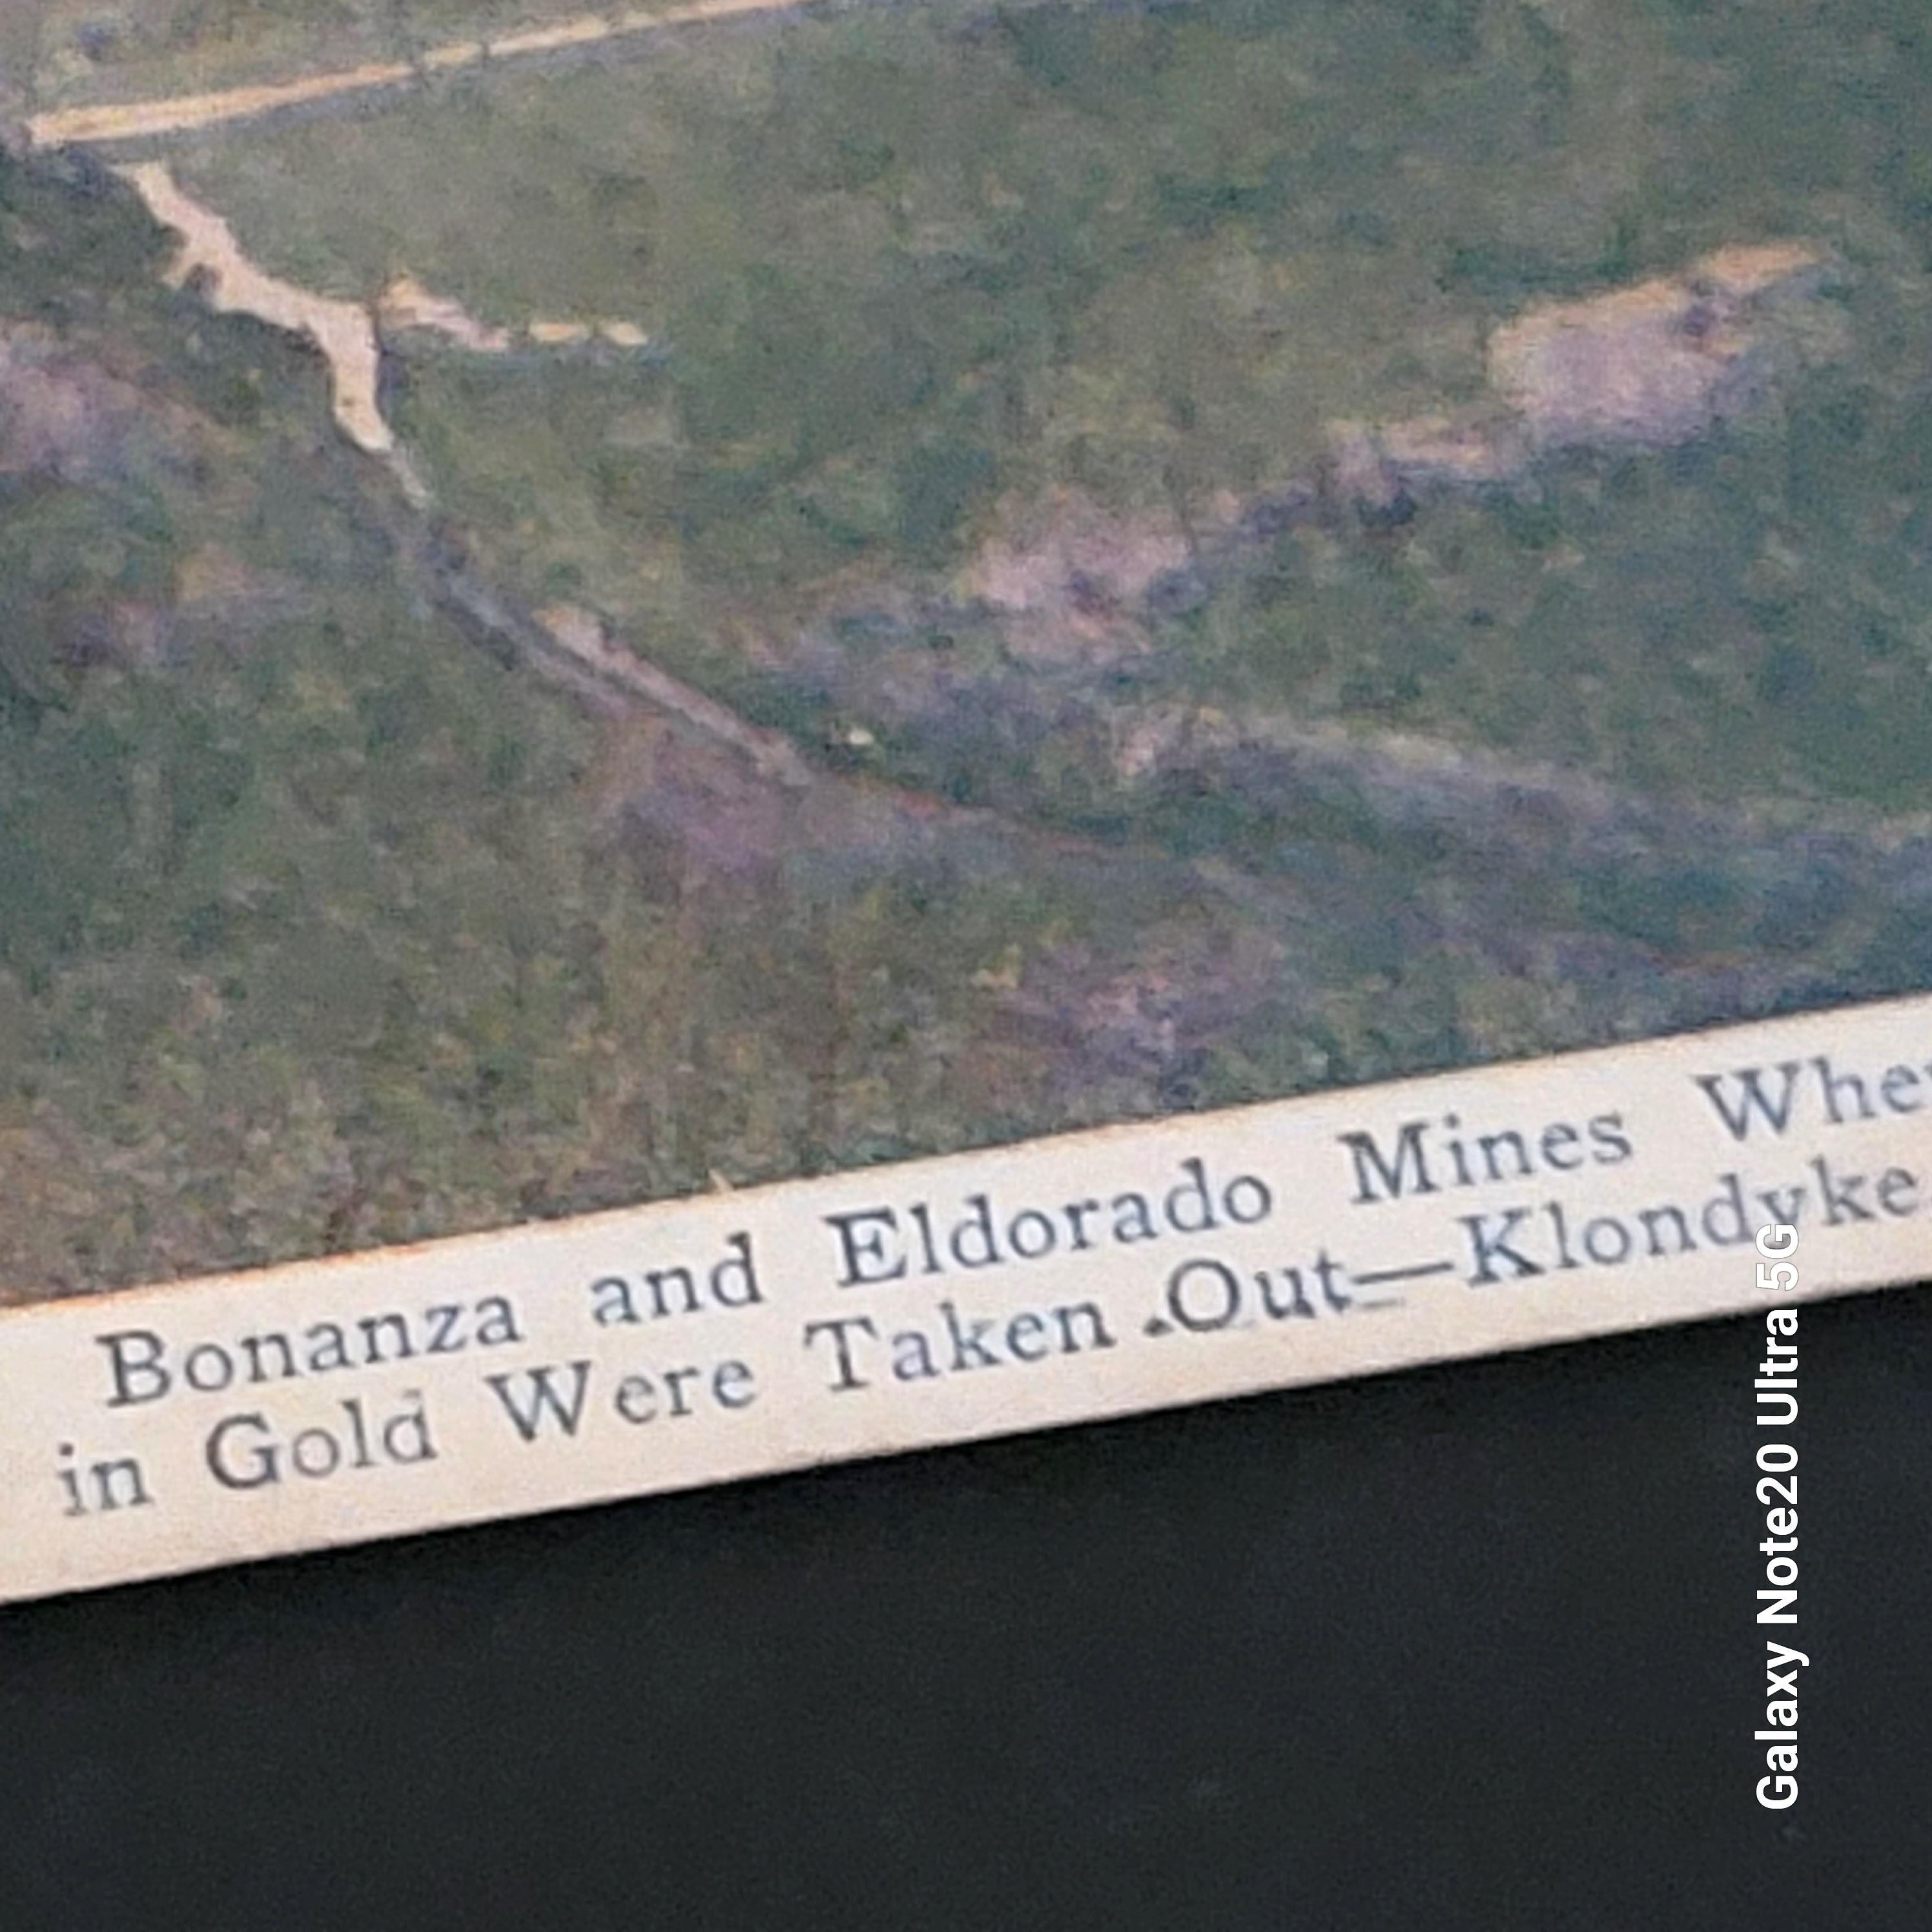 Bonanza and Eldorado Mines
in Gold Were Taken Out—Klondyke
Galaxy Note20 Ultra 5G